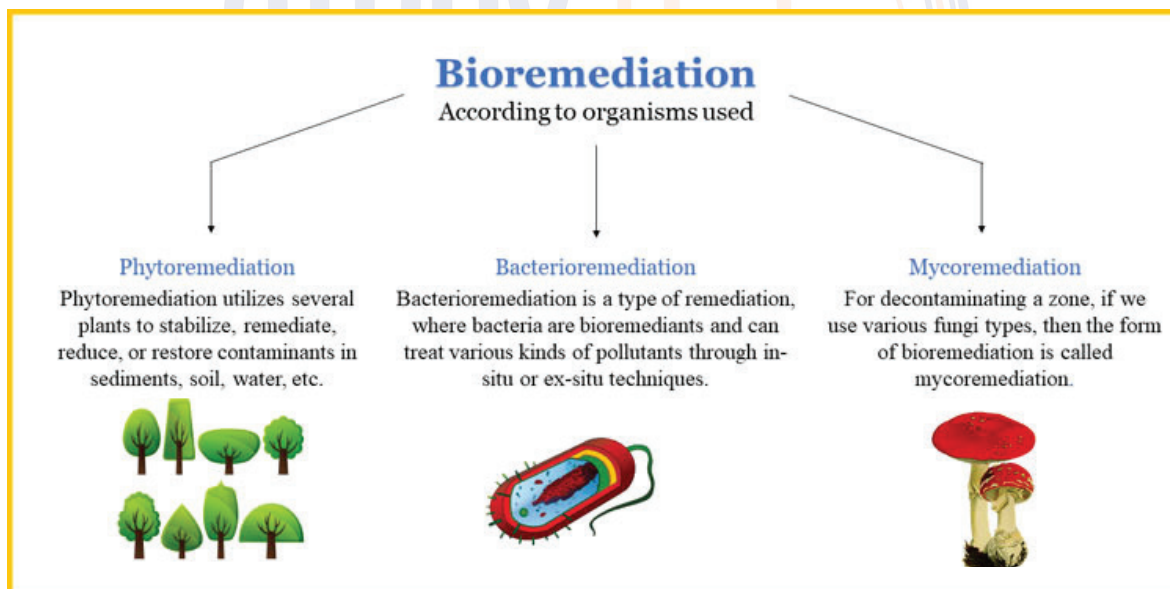 Bioremediation
According to organisms used
Phytoremediation
Phytoremediation utilizes several
plants to stabilize, remediate,
reduce, or restore contaminants in
sediments, soil, water, etc.
Bacterioremediation
Bacterioremediation is a type of remediation,
where bacteria are bioremediants and can
treat various kinds of pollutants through in-
situ or ex-situ techniques.
Mycoremediation
For decontaminating a zone, if we
use various fungi types, then the form
of bioremediation is called
mycoremediation.